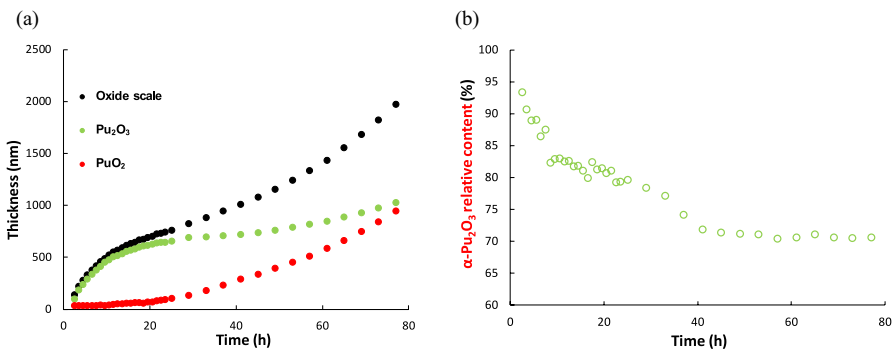 (a)
(b)
2500
2000
1500
1000
500
0
Thickness (nm)
Oxide scale
Pu₂O₃
PuO₂
0 20 40 60 80
Time (h)
100
95
90
85
80
75
70
65
60
α-Pu₂O₃ relative content (%)
0 20 40 60 80
Time (h)